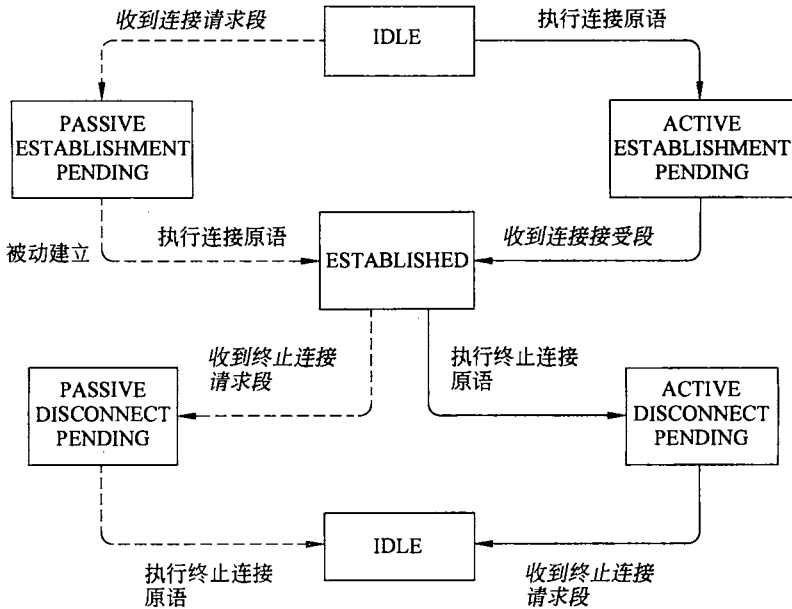 收到连接请求段
IDLE
执行连接原语
PASSIVE
ESTABLISHMENT
PENDING
ACTIVE
ESTABLISHMENT
PENDING
被动建立
执行连接原语
ESTABLISHED
收到连接接受段
收到终止连接
请求段
执行终止连接
原语
PASSIVE
DISCONNECT
PENDING
ACTIVE
DISCONNECT
PENDING
执行终止连接
原语
IDLE
收到终止连接
请求段